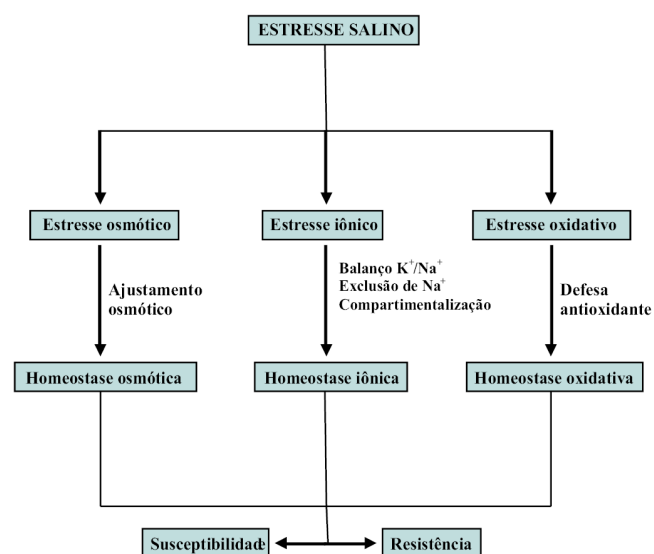 ESTRESSE SALINO
Estresse osmótico
Estresse iônico
Estresse oxidativo
Ajustamento
osmótico
Balanço K⁺/Na⁺
Exclusão de Na⁺
Compartimentalização
Defesa
antioxidante
Homeostase osmótica
Homeostase iônica
Homeostase oxidativa
Susceptibilidade
Resistência